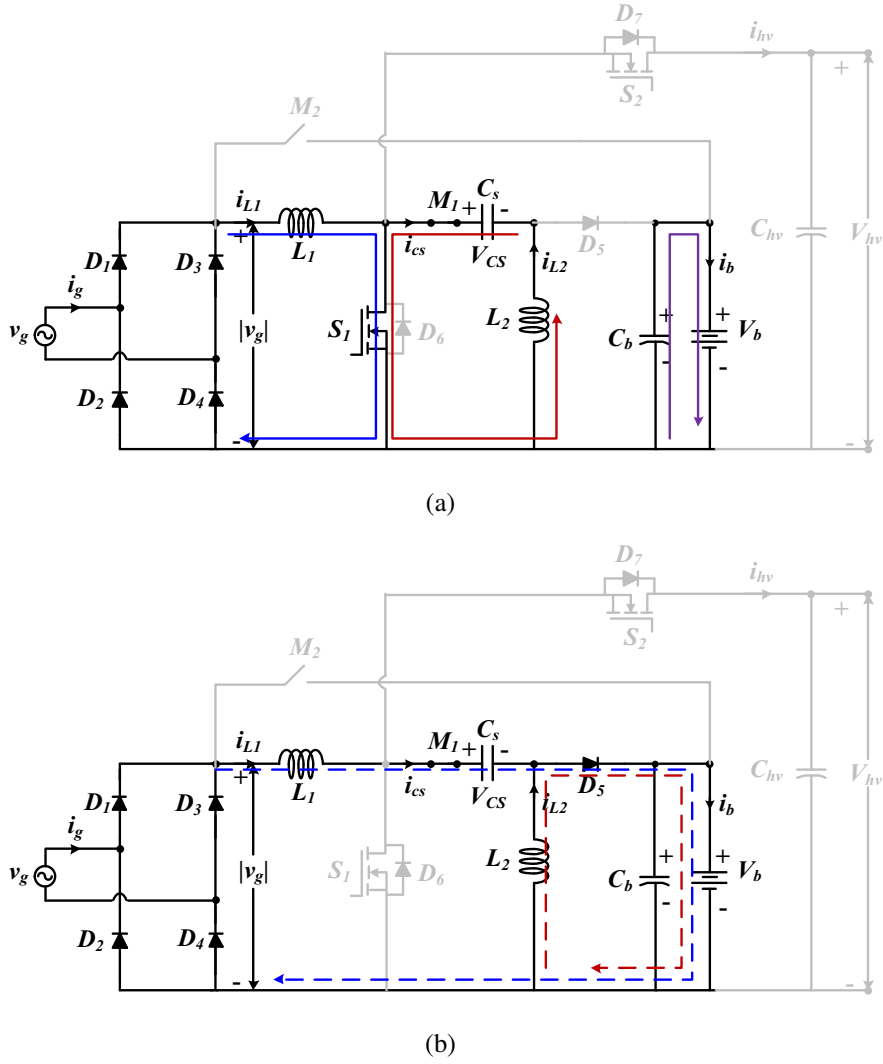 D7
ihv
+
S2
M2
iL1
Cs
M1
+
-
+
L1
ics
VCS
D5
Chv
Vhv
D1
D3
iL2
ib
ig
+
+
vg
|vg|
S1
D6
L2
Cb
Vb
-
-
D2
D4
-
-
(a)
D7
ihv
+
S2
M2
iL1
Cs
M1
+
-
+
L1
ics
VCS
D5
Chv
Vhv
D1
D3
iL2
ib
ig
+
+
vg
|vg|
S1
D6
L2
Cb
Vb
-
-
D2
D4
-
-
(b)